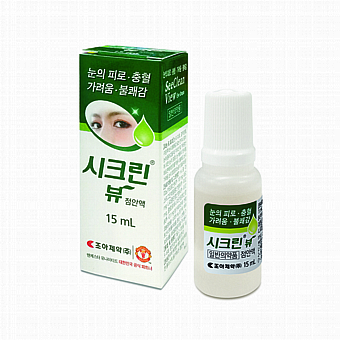 눈의 피로·충혈
가려움·불쾌감
시크린®
뷰 점안액
15 mL
조아제약(주)
SeeClean
View
눈의 피로·충혈
가려움·불쾌감
시크린®
뷰
일반의약품 점안액
조아제약(주) 15 mL